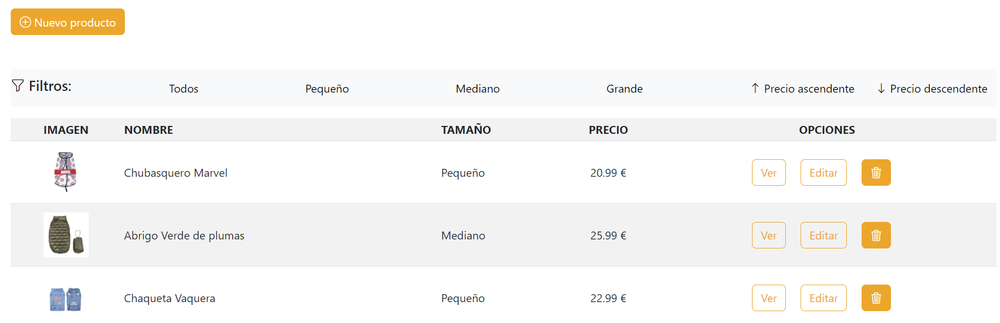 Nuevo producto
Filtros: Todos Pequeño Mediano Grande ↑ Precio ascendente ↓ Precio descendente
IMAGEN NOMBRE TAMAÑO PRECIO OPCIONES
MARVEL
Chubasquero Marvel Pequeño 20.99 € Ver Editar
Abrigo Verde de plumas Mediano 25.99 € Ver Editar
Chaqueta Vaquera Pequeño 22.99 € Ver Editar